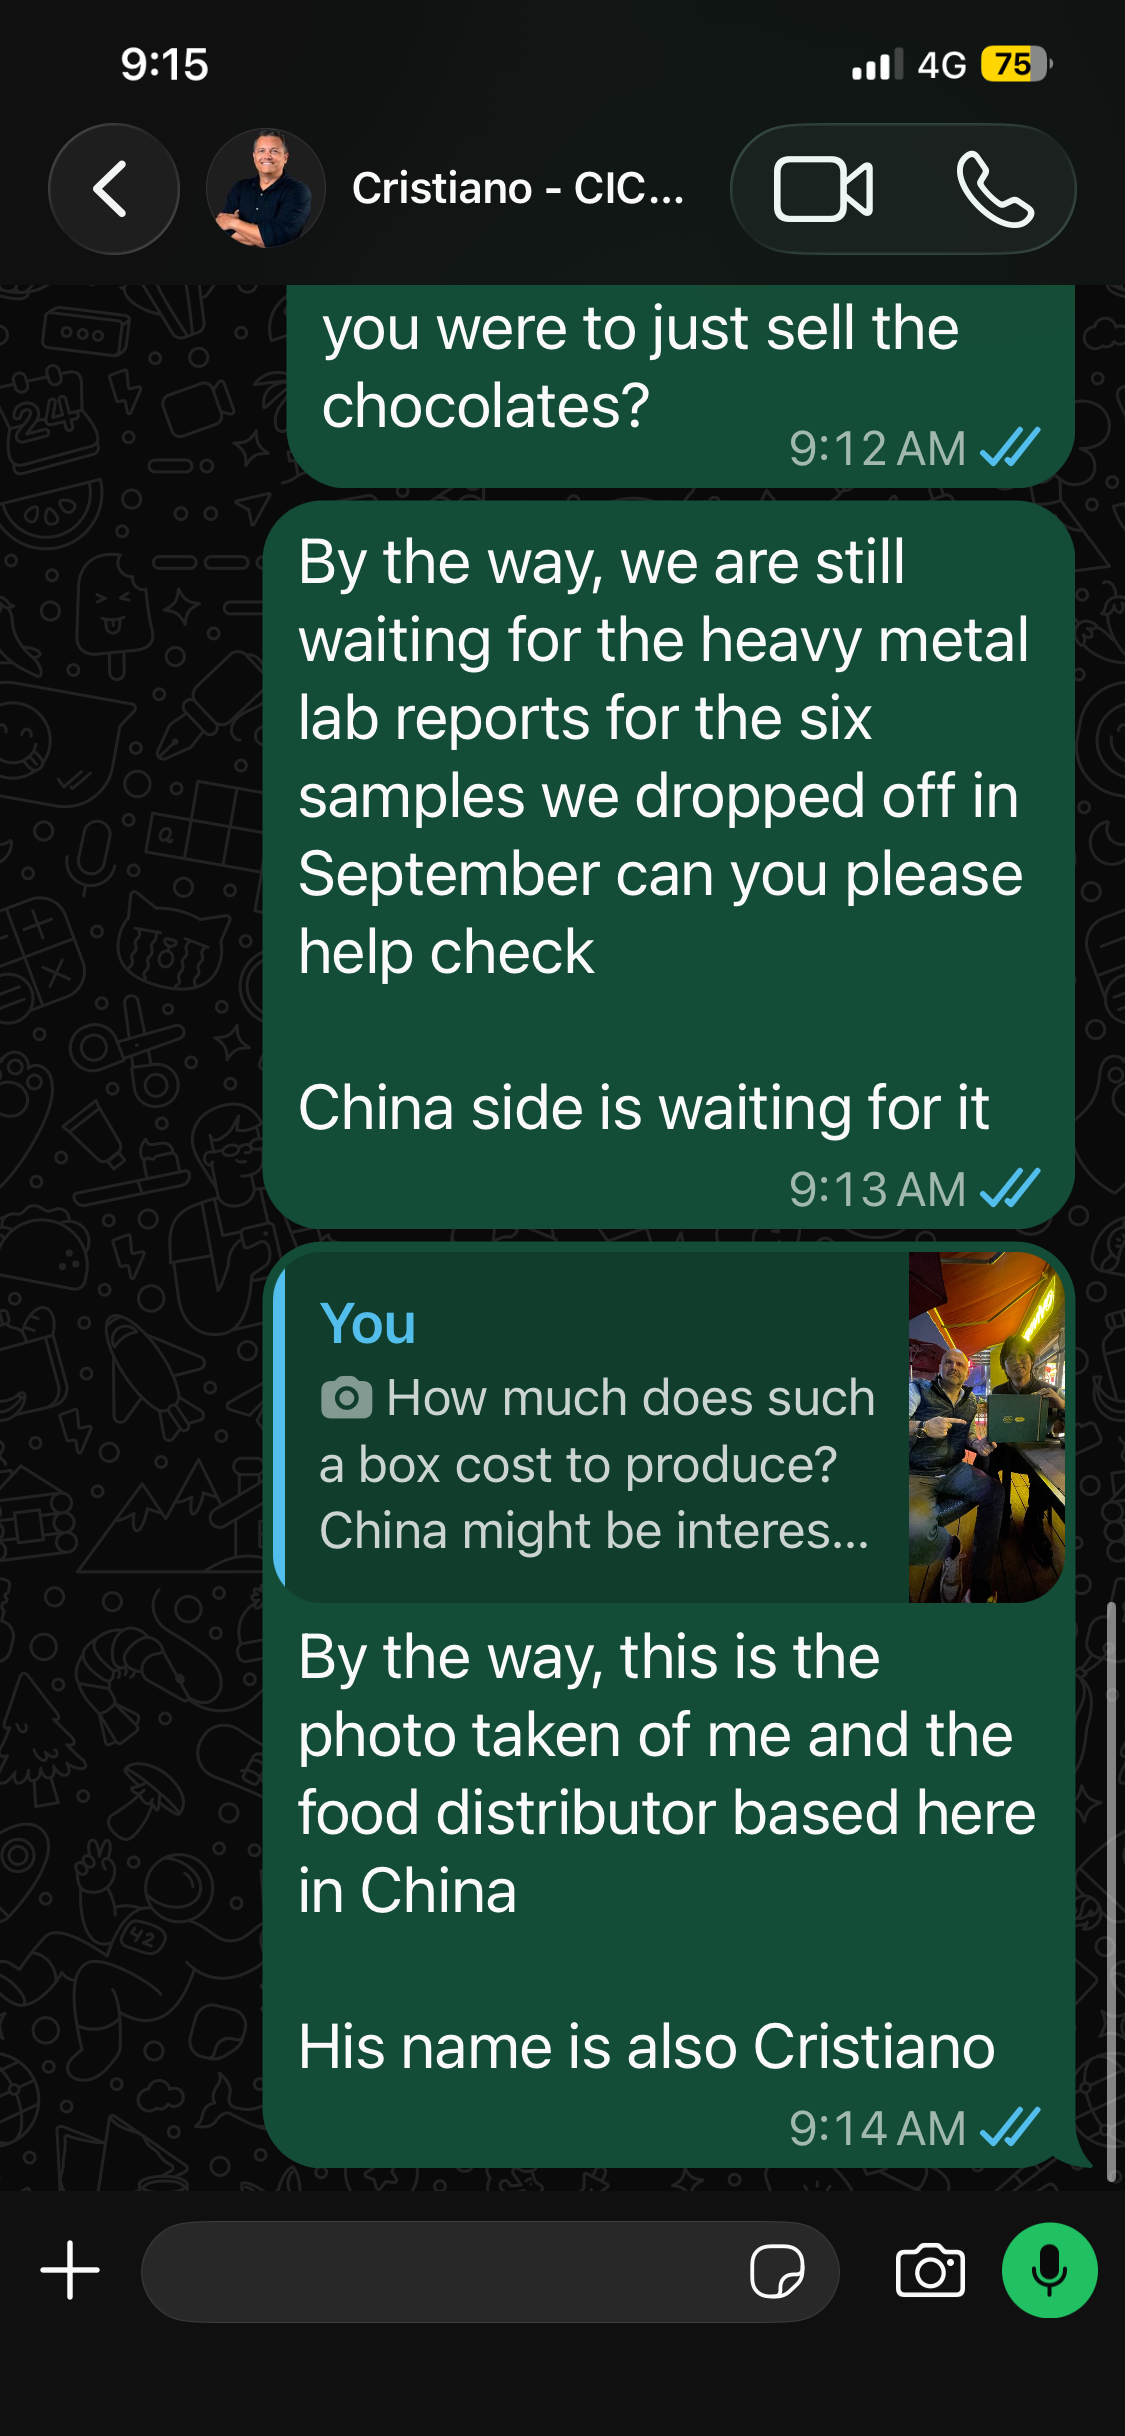 9:15
4G
75
Cristiano - CIC...
you were to just sell the
chocolates?
9:12 AM
By the way, we are still
waiting for the heavy metal
lab reports for the six
samples we dropped off in
September can you please
help check
China side is waiting for it
9:13 AM
You
How much does such
a box cost to produce?
China might be interes...
By the way, this is the
photo taken of me and the
food distributor based here
in China
His name is also Cristiano
9:14 AM